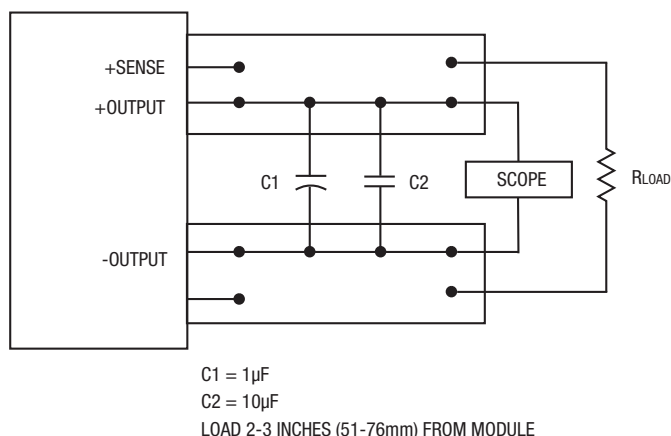 +SENSE
+OUTPUT
C1
C2
SCOPE
RLOAD
-OUTPUT
C1 = 1µF
C2 = 10µF
LOAD 2-3 INCHES (51-76mm) FROM MODULE